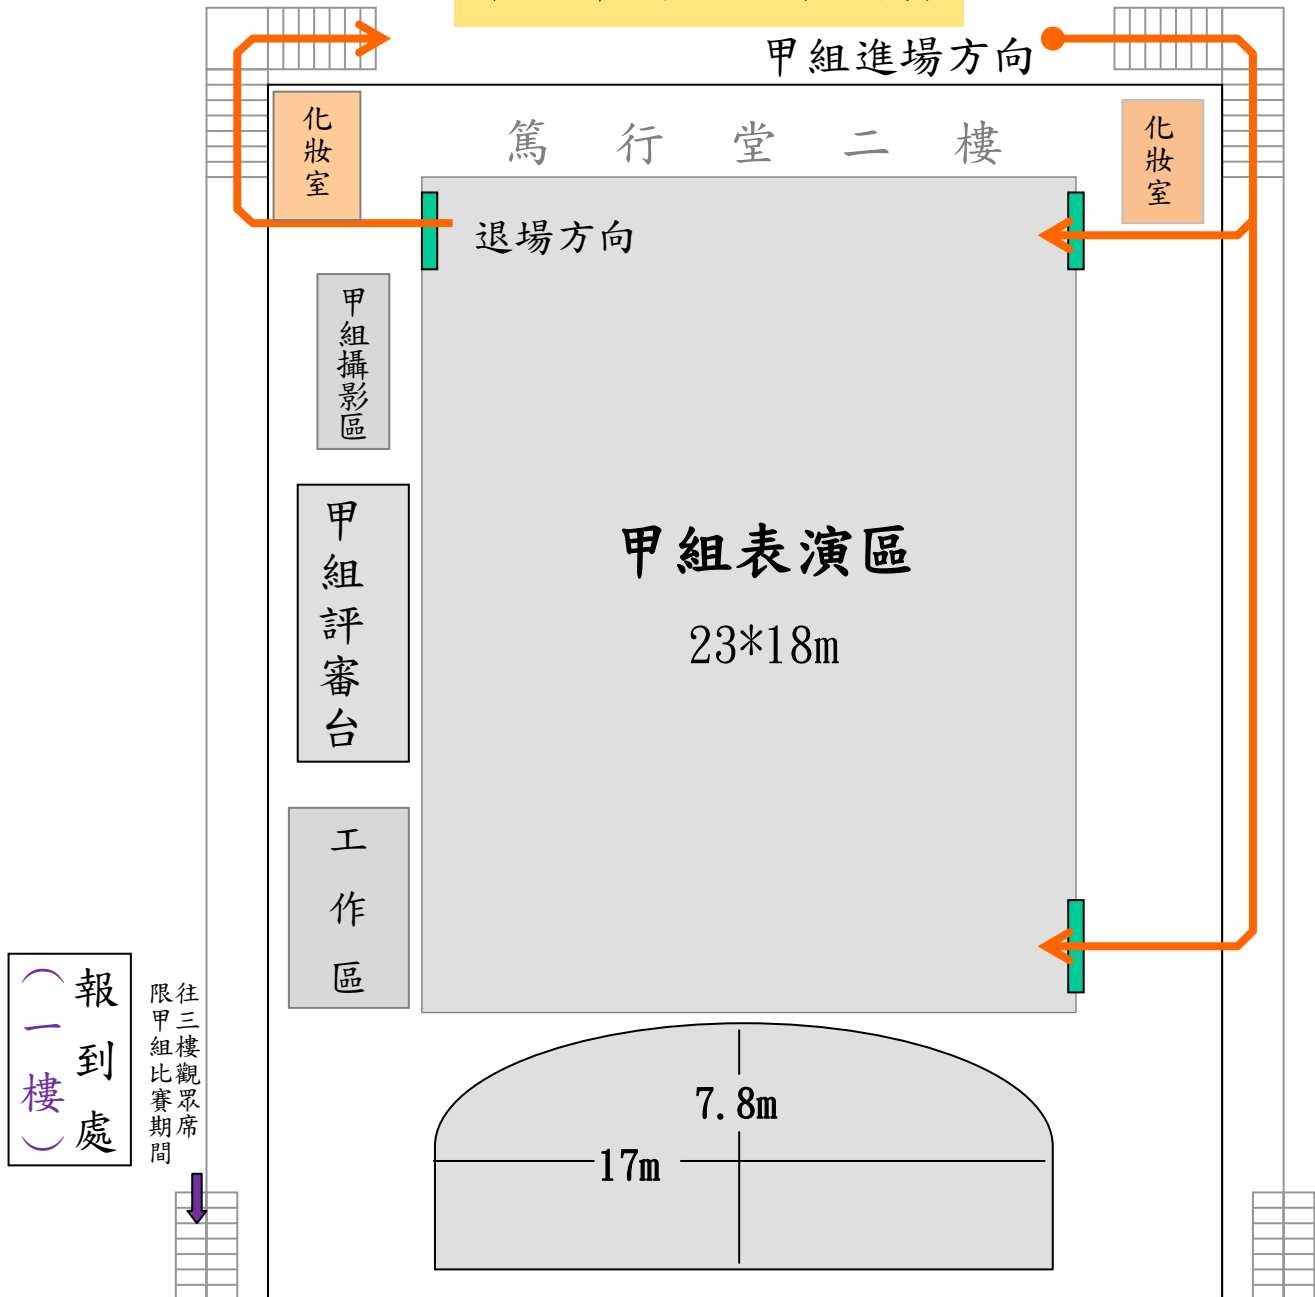 甲組進場方向
化妝室
篤行堂二樓
化妝室
退場方向
甲組攝影區
甲組評審台
甲組表演區
23*18m
工作區
報到處
（一樓）
往三樓觀眾席
限甲組比賽期間
7.8m
17m